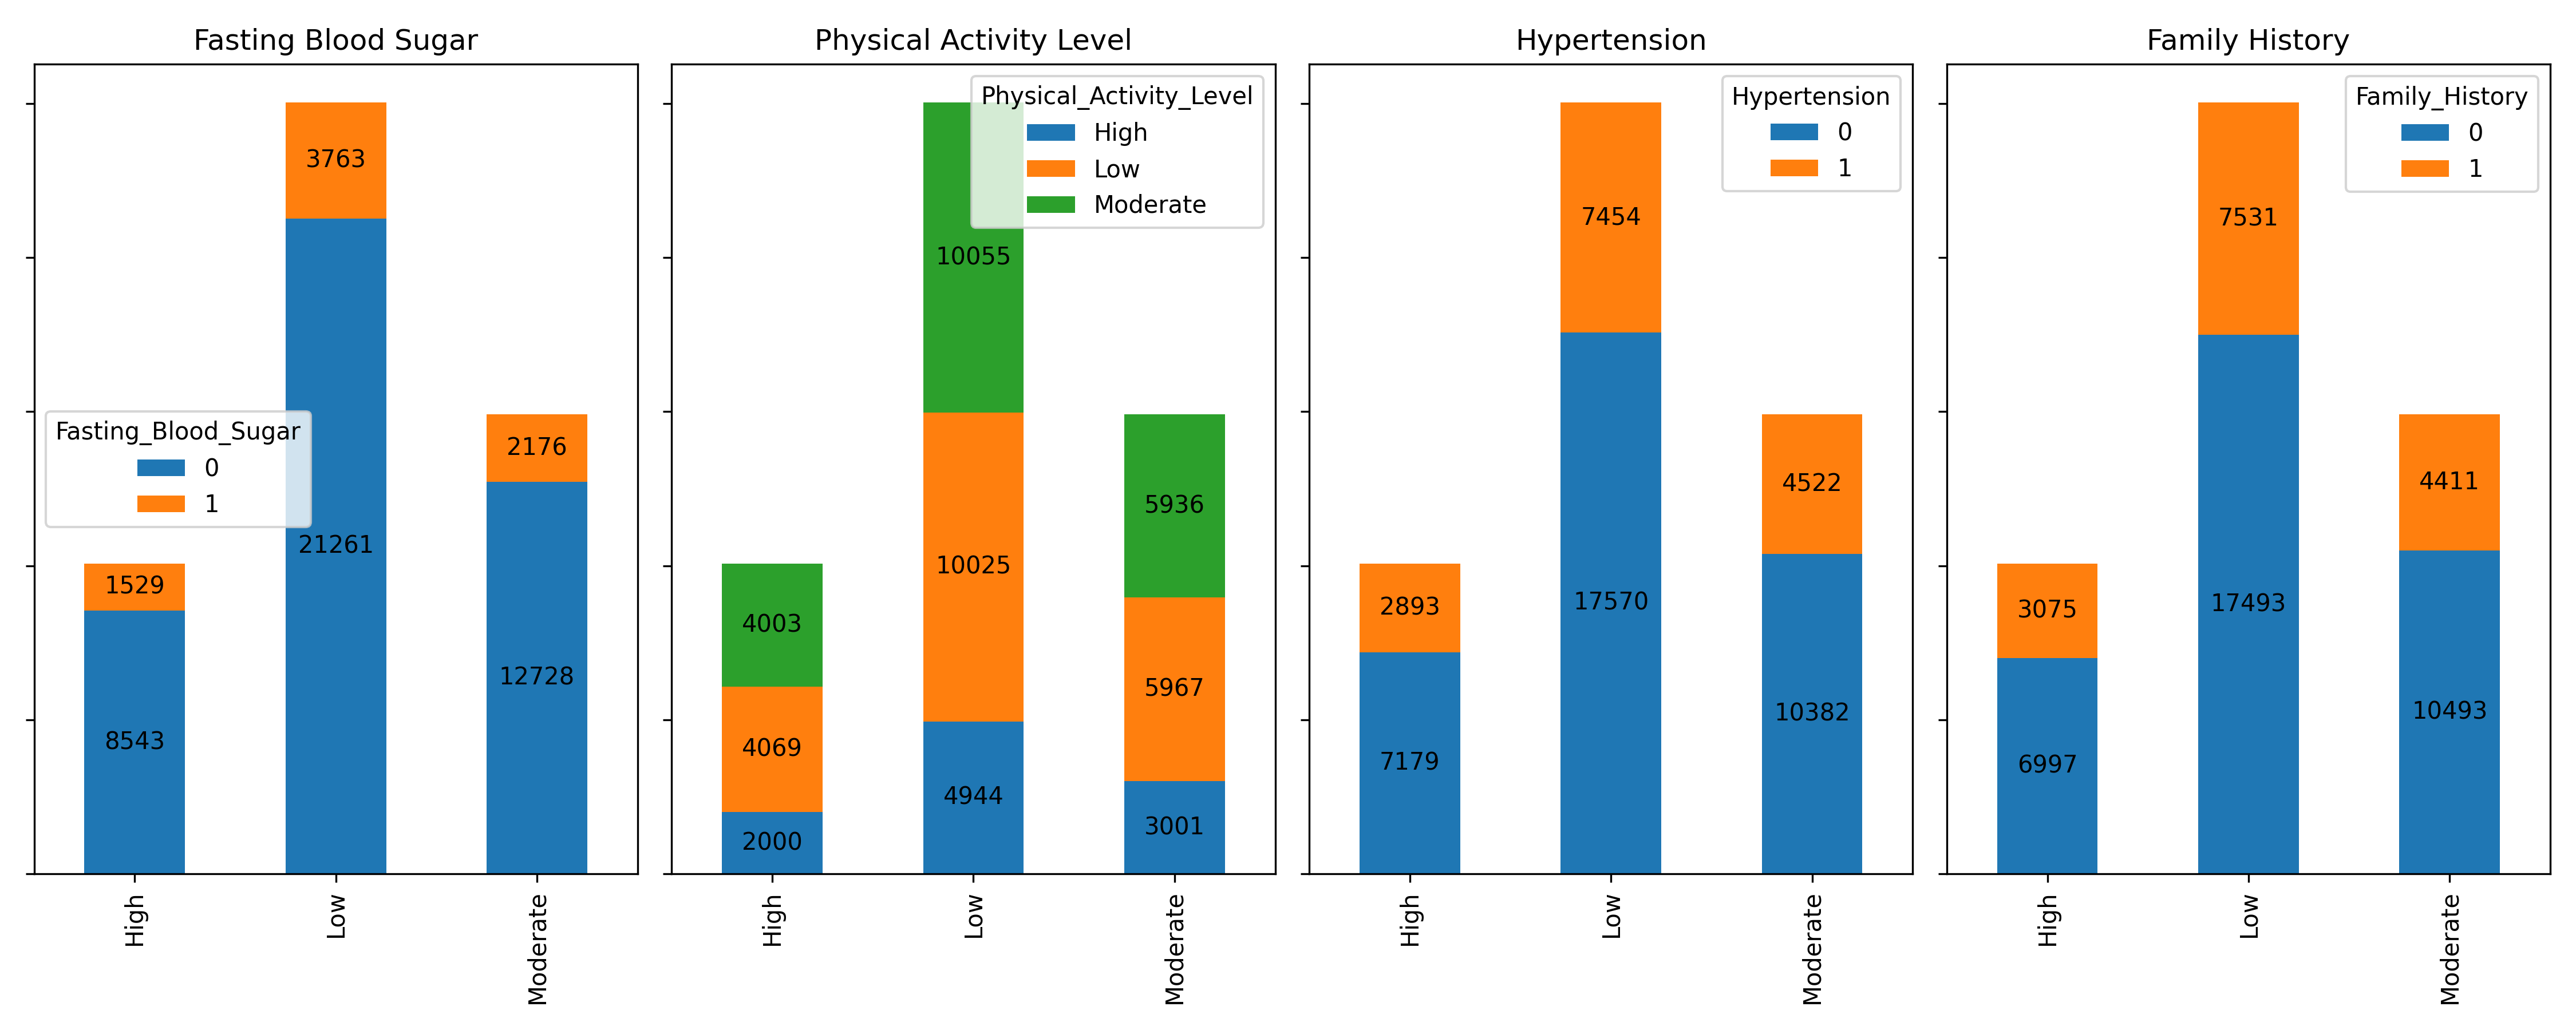 Fasting Blood Sugar
3763
Fasting_Blood_Sugar
0
1
2176
21261
1529
12728
8543
High
Low
Moderate
Physical Activity Level
Physical_Activity_Level
High
Low
Moderate
10055
5936
10025
4003
5967
4069
4944
3001
2000
High
Low
Moderate
Hypertension
Hypertension
0
1
7454
4522
17570
2893
10382
7179
High
Low
Moderate
Family History
Family_History
0
1
7531
4411
17493
3075
10493
6997
High
Low
Moderate